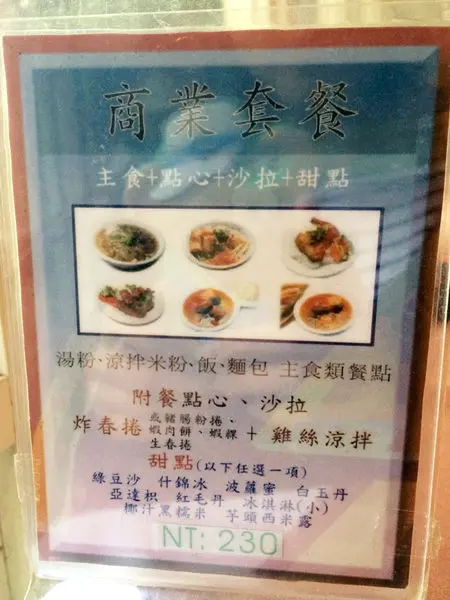 商業套餐
主食+點心+沙拉+甜點
湯粉、涼拌米粉、飯、麵包 主食類餐點
附餐點心、沙拉
炸春捲 或豬腸粉捲、 + 雞絲涼拌
蝦肉餅、蝦粿
生春捲
甜點(以下任選一項)
綠豆沙 什錦冰 波蘿蜜 白玉丹
亞達枳 紅毛丹 冰淇淋(小)
椰汁黑糯米 芋頭西米露
NT: 230